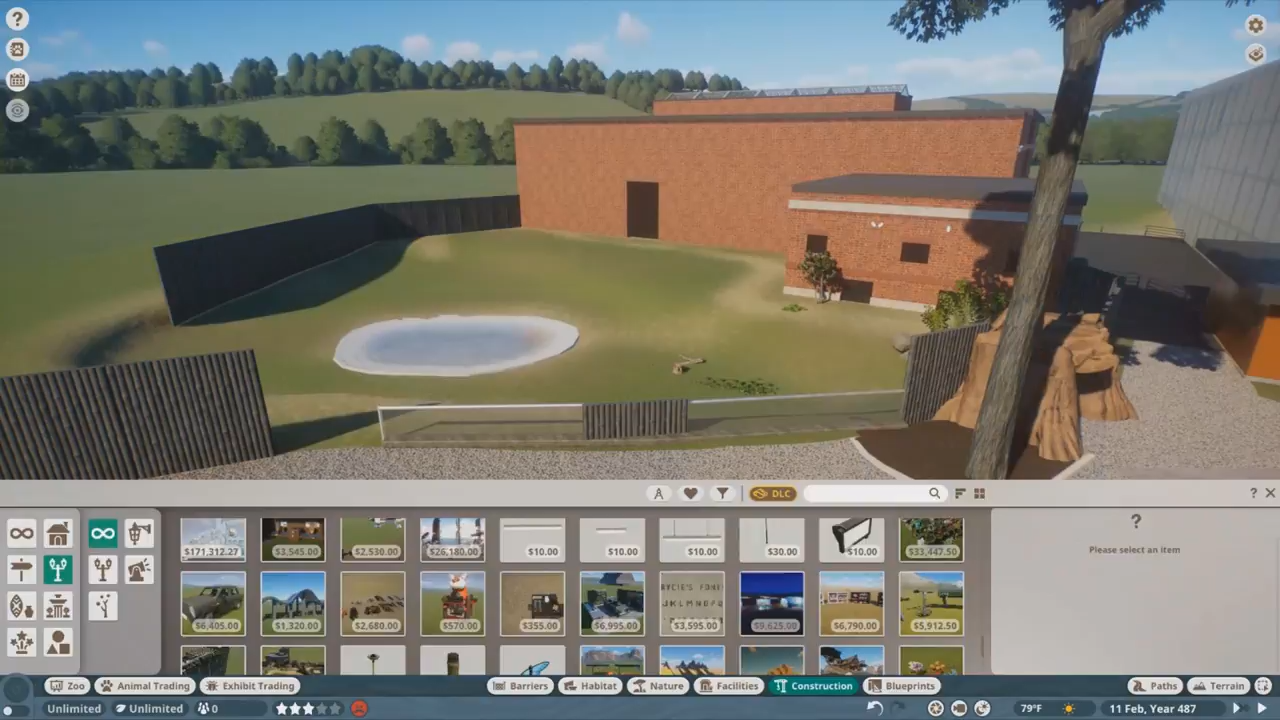 DLC
?
Please select an item
$171,312.27 $3,545.00 $2,530.00 $26,180.00 $10.00 $10.00 $10.00 $30.00 $10.00 $33,447.50
$6,405.00 $1,320.00 $2,680.00 $570.00 $355.00 $6,995.00 $3,595.00 $9,625.00 $6,790.00 $5,912.50
Zoo Animal Trading Exhibit Trading Barriers Habitat Nature Facilities Construction Blueprints Paths Terrain
Unlimited Unlimited 0 79°F 11 Feb, Year 487